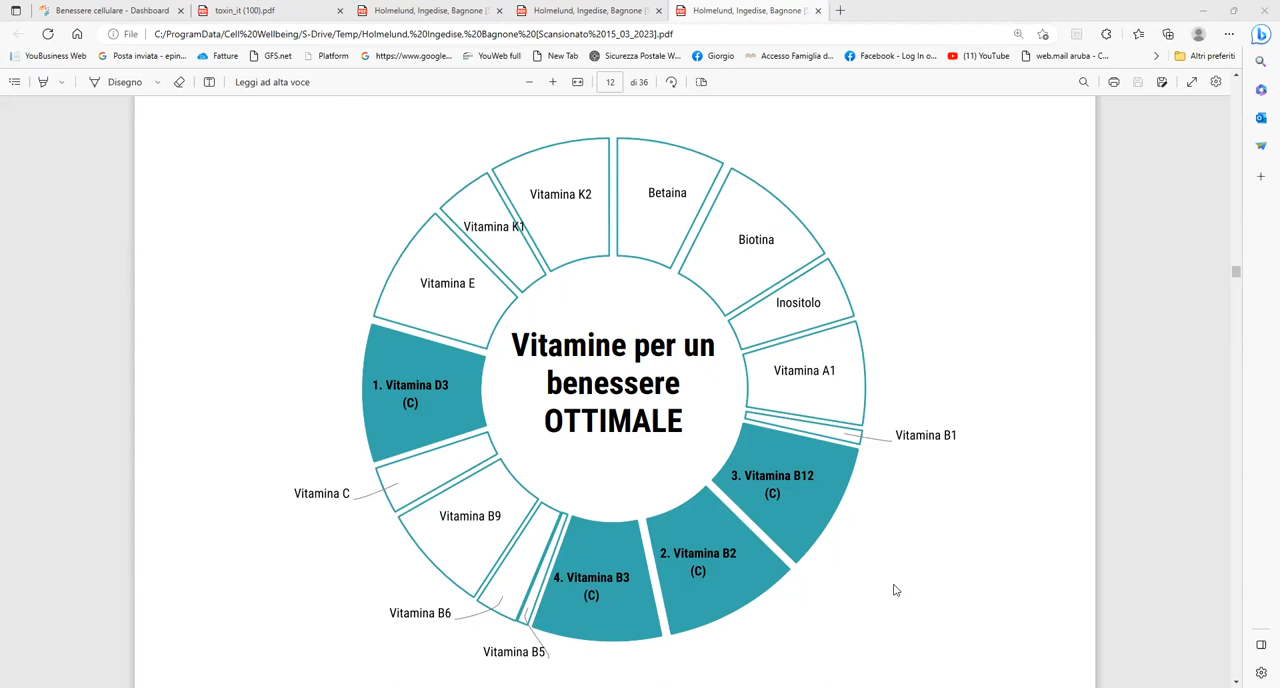 Benessere cellulare - Dashboard
toxin_it (100).pdf
Holmelund, Ingedise, Bagnone [
Holmelund, Ingedise, Bagnone [
Holmelund, Ingedise, Bagnone [
File
C:/ProgramData/Cell%20Wellbeing/S-Drive/Temp/Holmelund,%20Ingedise,%20Bagnone%20[Scansionato%2015_03_2023].pdf
YouBusiness Web
Posta inviata - epin...
Fatture
GFS.net
Platform
https://www.google...
YouWeb full
New Tab
Sicurezza Postale W...
Giorgio
Accesso Famiglia d...
Facebook - Log In o...
(11) YouTube
web.mail aruba - C...
Altri preferiti
Disegno
Leggi ad alta voce
12 di 36
Vitamina K2
Betaina
Vitamina K1
Biotina
Vitamina E
Inositolo
Vitamine per un
benessere
OTTIMALE
Vitamina A1
1. Vitamina D3
(C)
Vitamina B1
3. Vitamina B12
(C)
Vitamina C
Vitamina B9
2. Vitamina B2
(C)
4. Vitamina B3
(C)
Vitamina B6
Vitamina B5